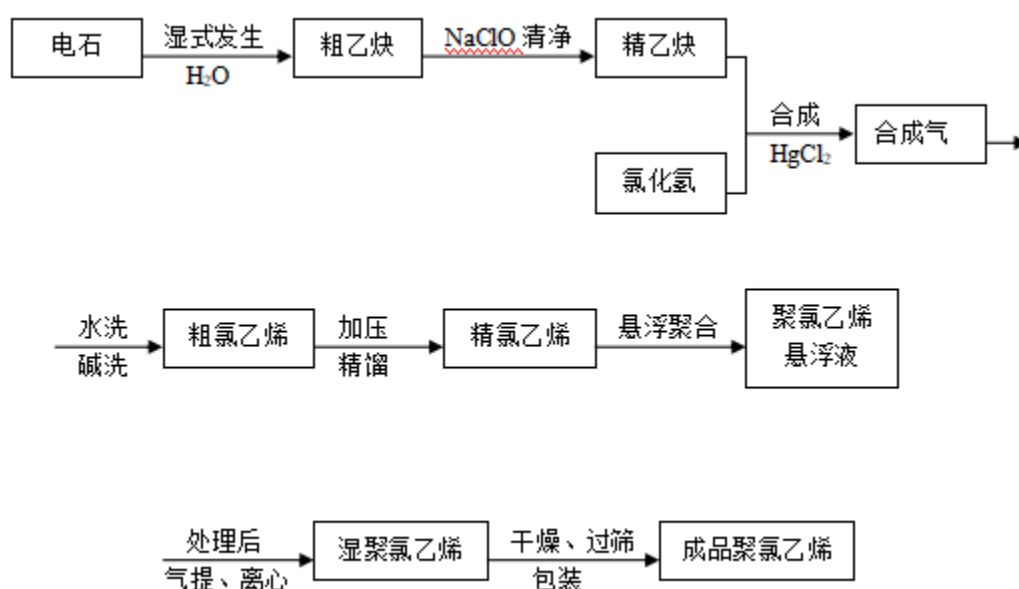 电石
湿式发生
H₂O
粗乙炔
NaClO 清净
精乙炔
氯化氢
合成
HgCl₂
合成气
水洗
碱洗
粗氯乙烯
加压
精馏
精氯乙烯
悬浮聚合
聚氯乙烯
悬浮液
处理后
气提、离心
湿聚氯乙烯
干燥、过筛
包装
成品聚氯乙烯